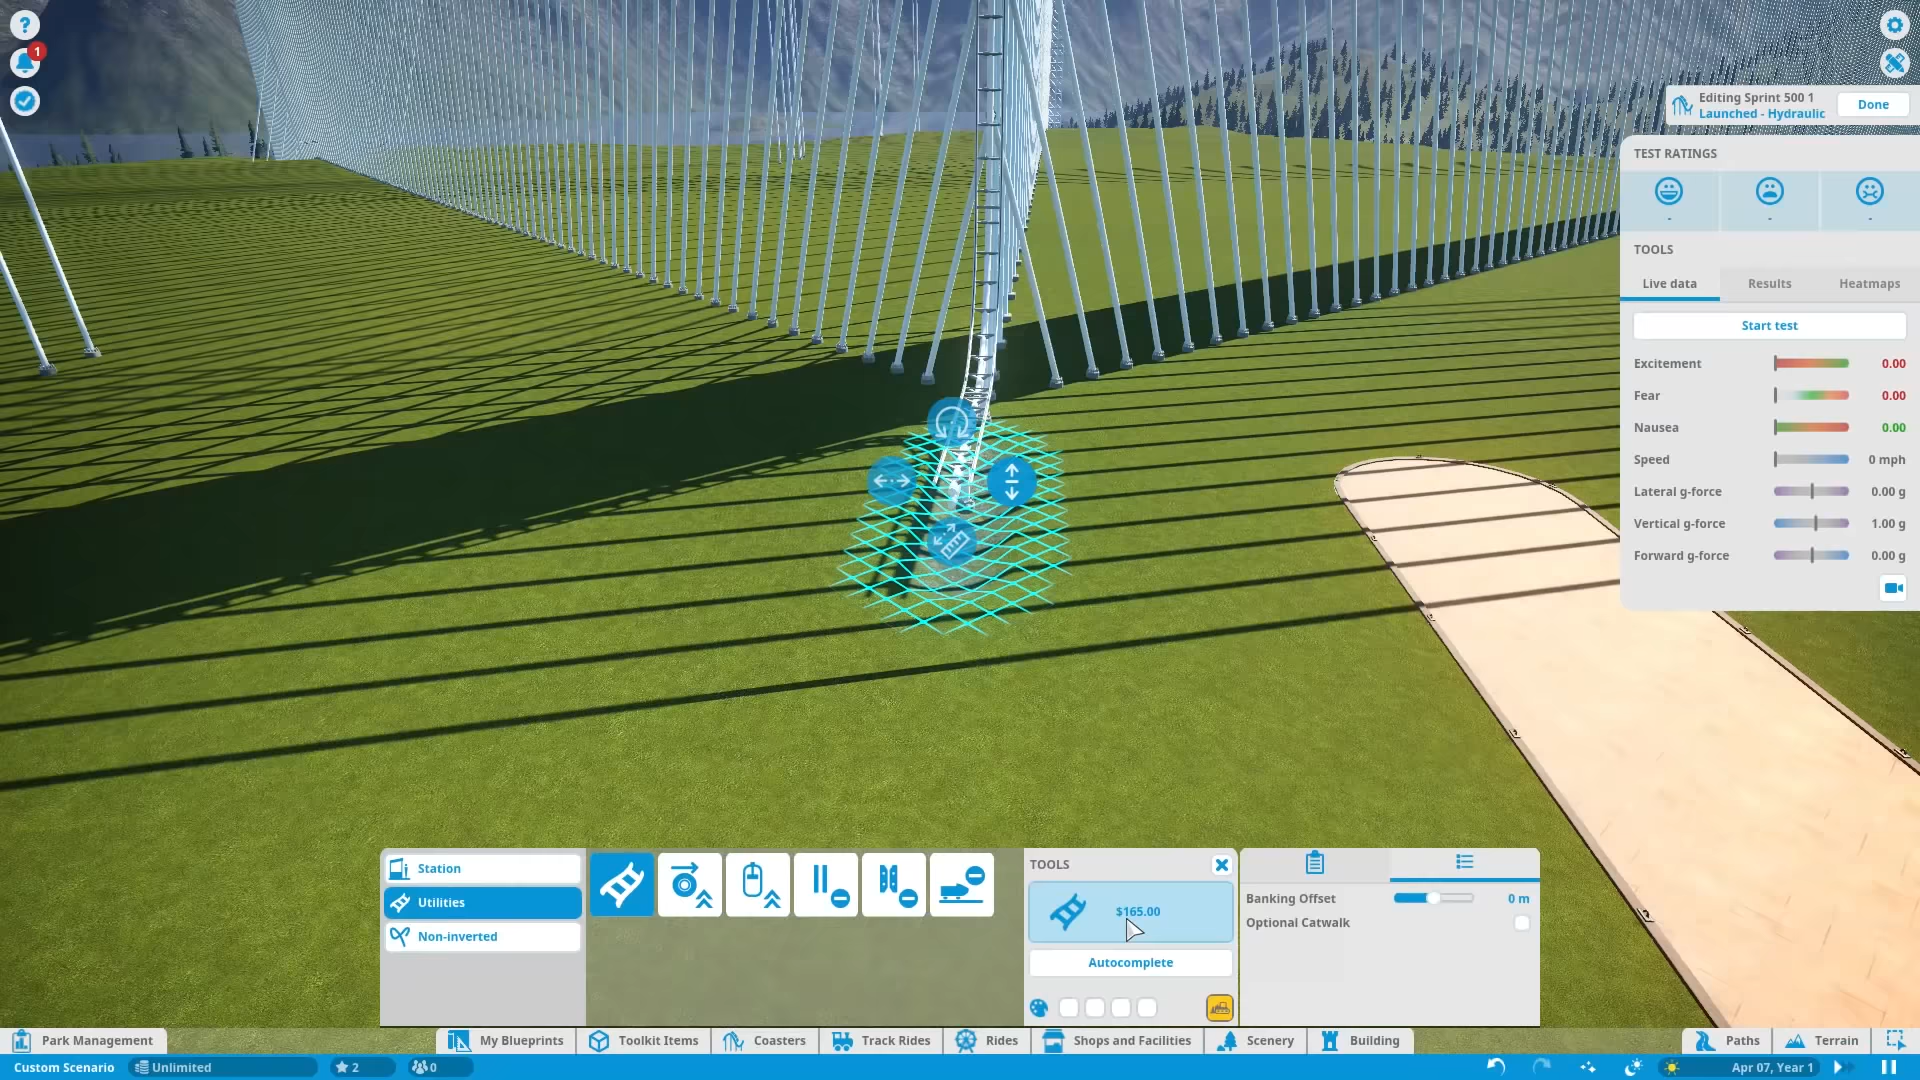 ?
1
Editing Sprint 500 1
Launched - Hydraulic
Done
TEST RATINGS
- - -
TOOLS
Live data
Results
Heatmaps
Start test
Excitement 0.00
Fear 0.00
Nausea 0.00
Speed 0 mph
Lateral g-force 0.00 g
Vertical g-force 1.00 g
Forward g-force 0.00 g
Station
Utilities
Non-inverted
TOOLS
$165.00
Autocomplete
Banking Offset 0 m
Optional Catwalk
Park Management
My Blueprints
Toolkit Items
Coasters
Track Rides
Rides
Shops and Facilities
Scenery
Building
Paths
Terrain
Custom Scenario
Unlimited
2
0
Apr 07, Year 1